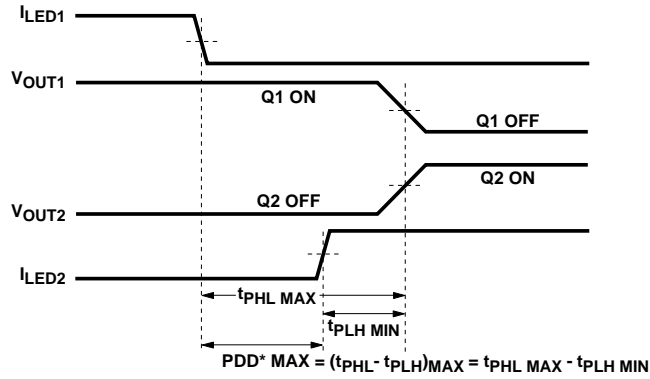 ILED1
VOUT1
Q1 ON
Q1 OFF
Q2 ON
Q2 OFF
VOUT2
ILED2
tPHL MAX
tPLH MIN
PDD* MAX = (tPHL- tPLH)MAX = tPHL MAX - tPLH MIN